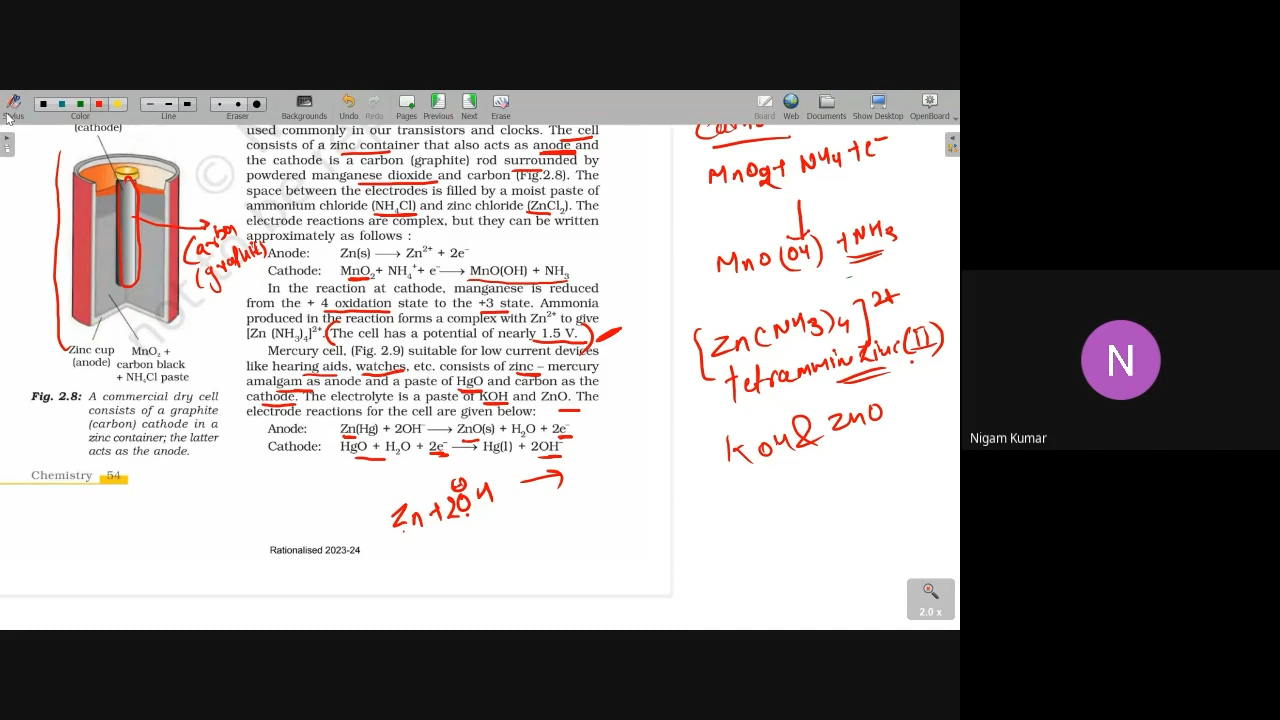 Stylus
Color
Line
Eraser
Backgrounds
Undo
Redo
Pages
Previous
Next
Erase
Board
Web
Documents
Show Desktop
OpenBoard
(cathode)
Zinc cup
(anode)
MnO2 +
carbon black
+ NH4Cl paste
Carbon
(graphite)
Fig. 2.8: A commercial dry cell
consists of a graphite
(carbon) cathode in a
zinc container; the latter
acts as the anode.
Chemistry 54
used commonly in our transistors and clocks. The cell
consists of a zinc container that also acts as anode and
the cathode is a carbon (graphite) rod surrounded by
powdered manganese dioxide and carbon (Fig.2.8). The
space between the electrodes is filled by a moist paste of
ammonium chloride (NH4Cl) and zinc chloride (ZnCl2). The
electrode reactions are complex, but they can be written
approximately as follows :
Anode: Zn(s) ⟶ Zn2+ + 2e–
Cathode: MnO2+ NH4++ e–⟶ MnO(OH) + NH3
In the reaction at cathode, manganese is reduced
from the + 4 oxidation state to the +3 state. Ammonia
produced in the reaction forms a complex with Zn2+ to give
[Zn (NH3)4]2+. The cell has a potential of nearly 1.5 V.
Mercury cell, (Fig. 2.9) suitable for low current devices
like hearing aids, watches, etc. consists of zinc – mercury
amalgam as anode and a paste of HgO and carbon as the
cathode. The electrolyte is a paste of KOH and ZnO. The
electrode reactions for the cell are given below:
Anode: Zn(Hg) + 2OH– ⟶ ZnO(s) + H2O + 2e–
Cathode: HgO + H2O + 2e– ⟶ Hg(l) + 2OH–
Zn + 2OH →
Rationalised 2023-24
MnO2+ NH4 + e-
↓
MnO(OH) + NH3
[Zn(NH3)4]2+
tetrammin Zinc (II)
KOH & ZnO
2.0 x
N
Nigam Kumar